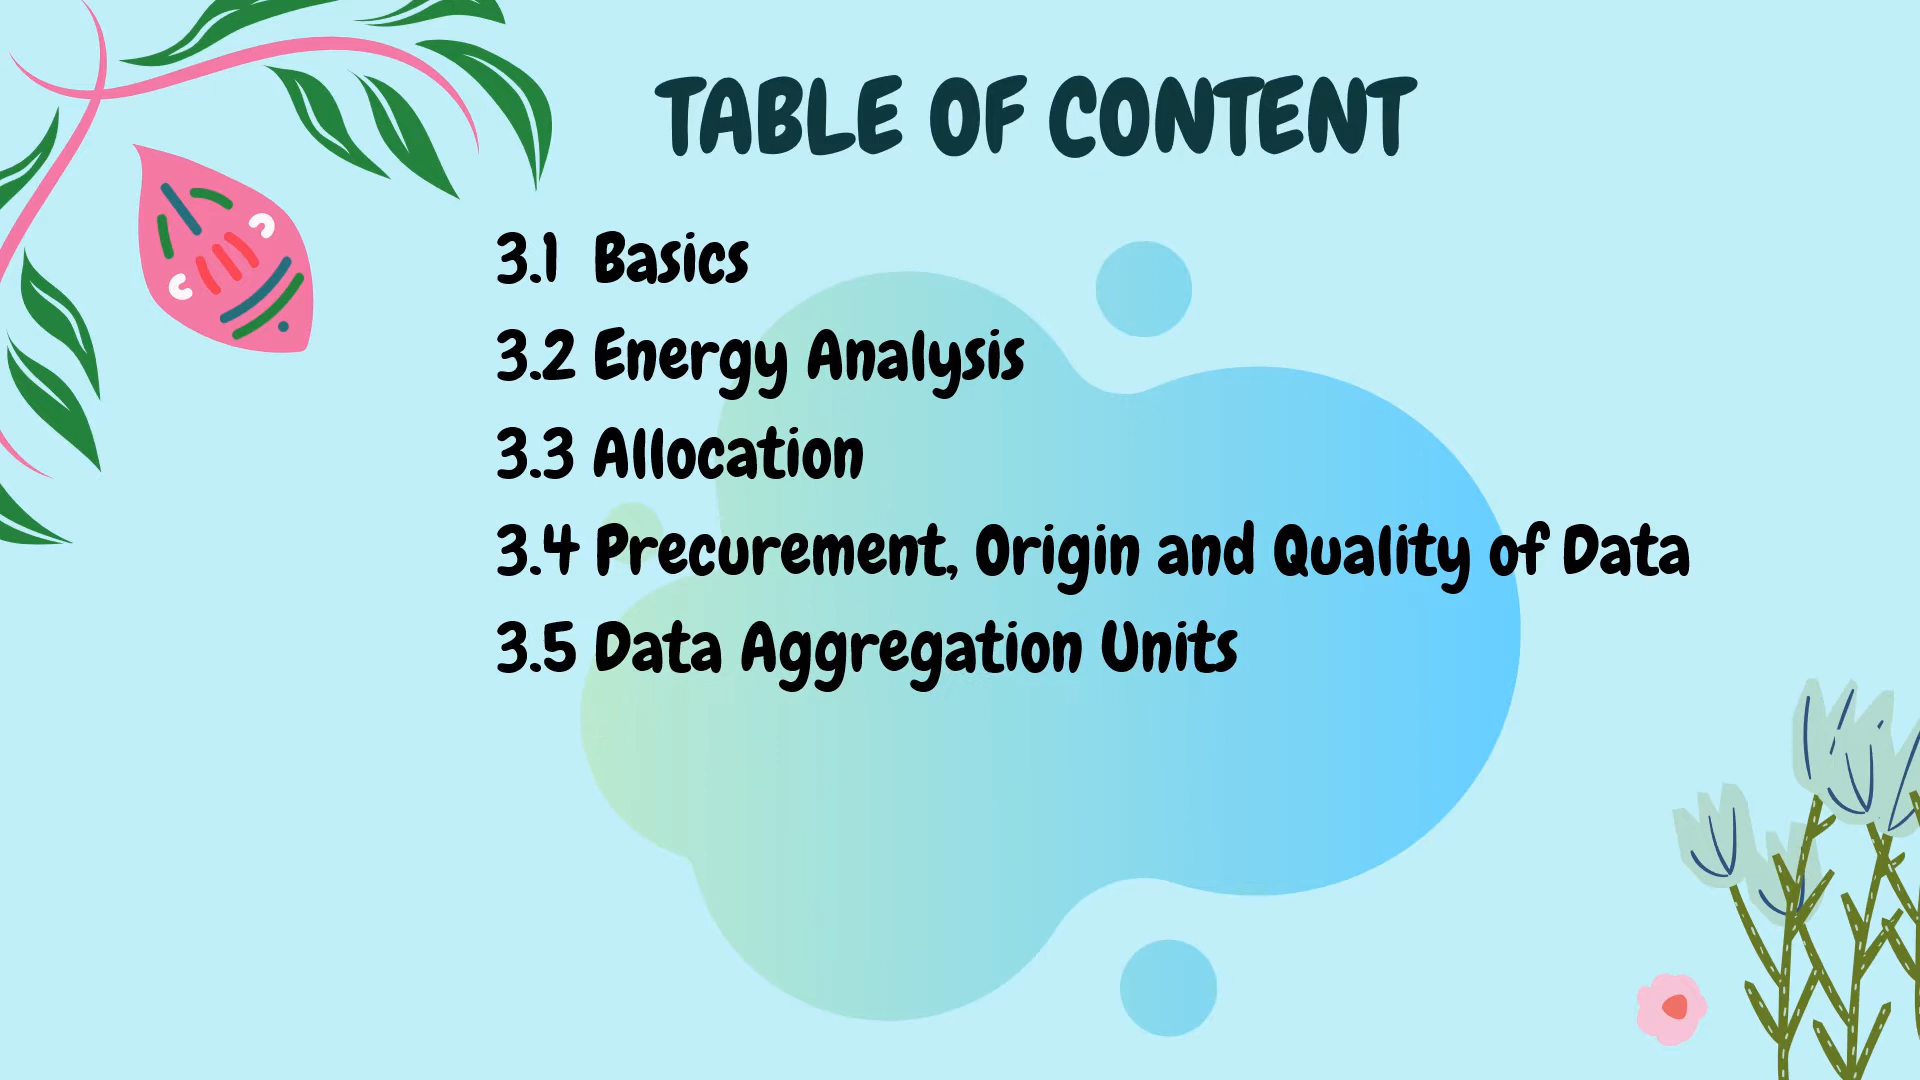 TABLE OF CONTENT
3.1 Basics
3.2 Energy Analysis
3.3 Allocation
3.4 Precurement, Origin and Quality of Data
3.5 Data Aggregation Units